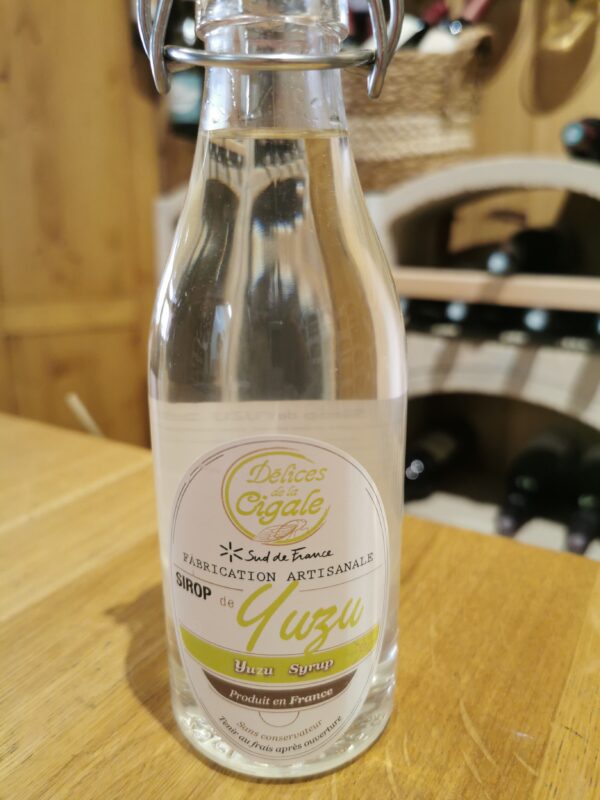 Délices
de la
Cigale
Sud de France
FABRICATION ARTISANALE
SIROP de Yuzu
Yuzu Syrup
Produit en France
Sans conservateur
Tenir au frais après ouverture